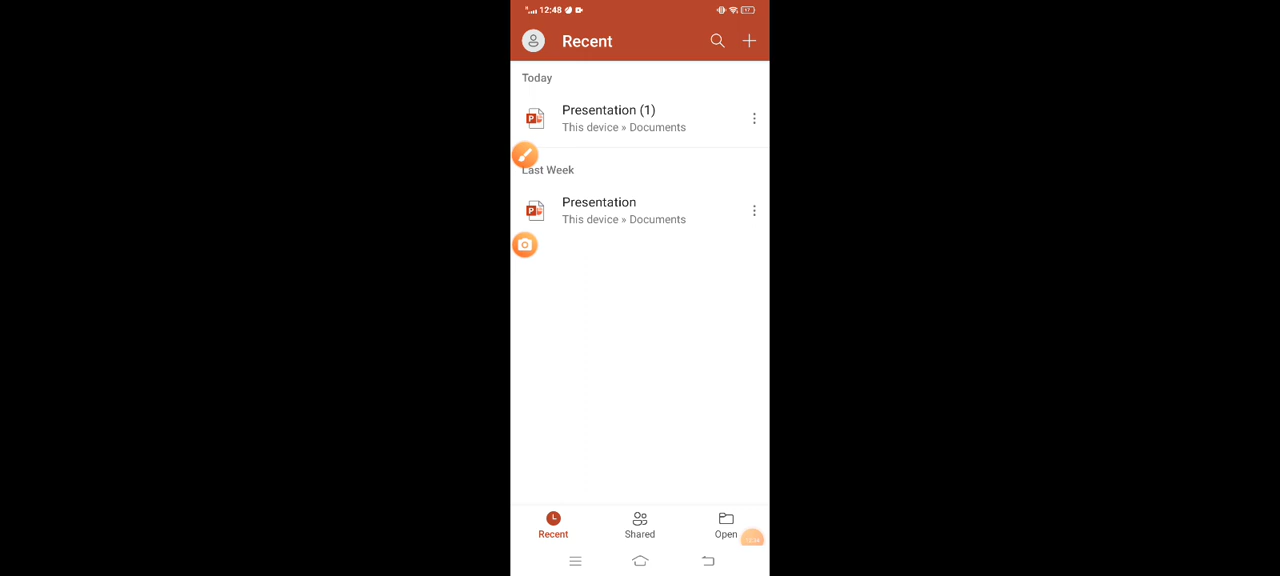 12:48
Recent
Today
Presentation (1)
This device » Documents
Last Week
Presentation
This device » Documents
Recent
Shared
Open